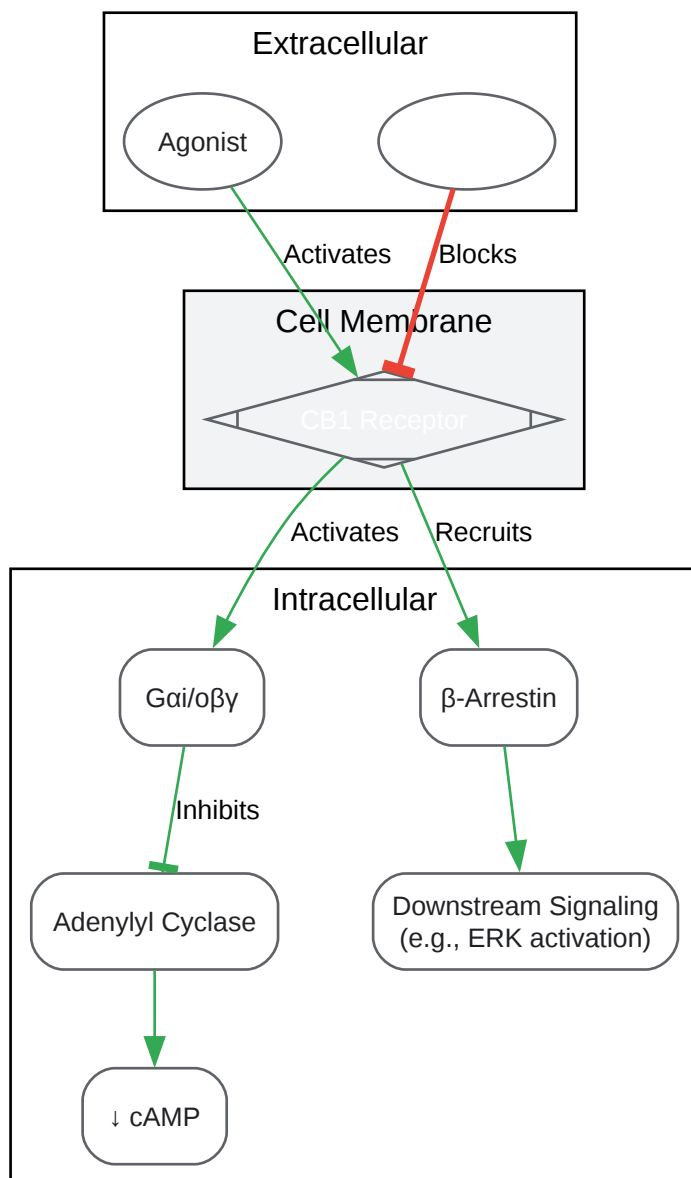 Extracellular
Agonist
Activates
Blocks
Cell Membrane
CB1 Receptor
Activates
Recruits
Intracellular
Gαi/oβγ
β-Arrestin
Inhibits
Adenylyl Cyclase
Downstream Signaling
(e.g., ERK activation)
↓ cAMP